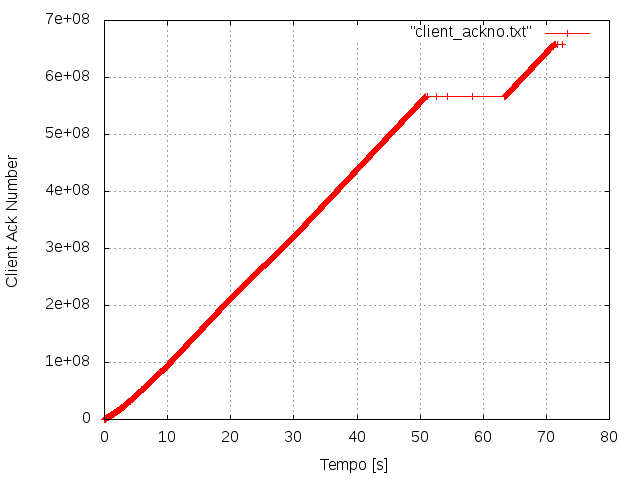 7e+08
"client_ackno.txt"
6e+08
5e+08
4e+08
Client Ack Number
3e+08
2e+08
1e+08
0
0 10 20 30 40 50 60 70 80
Tempo [s]